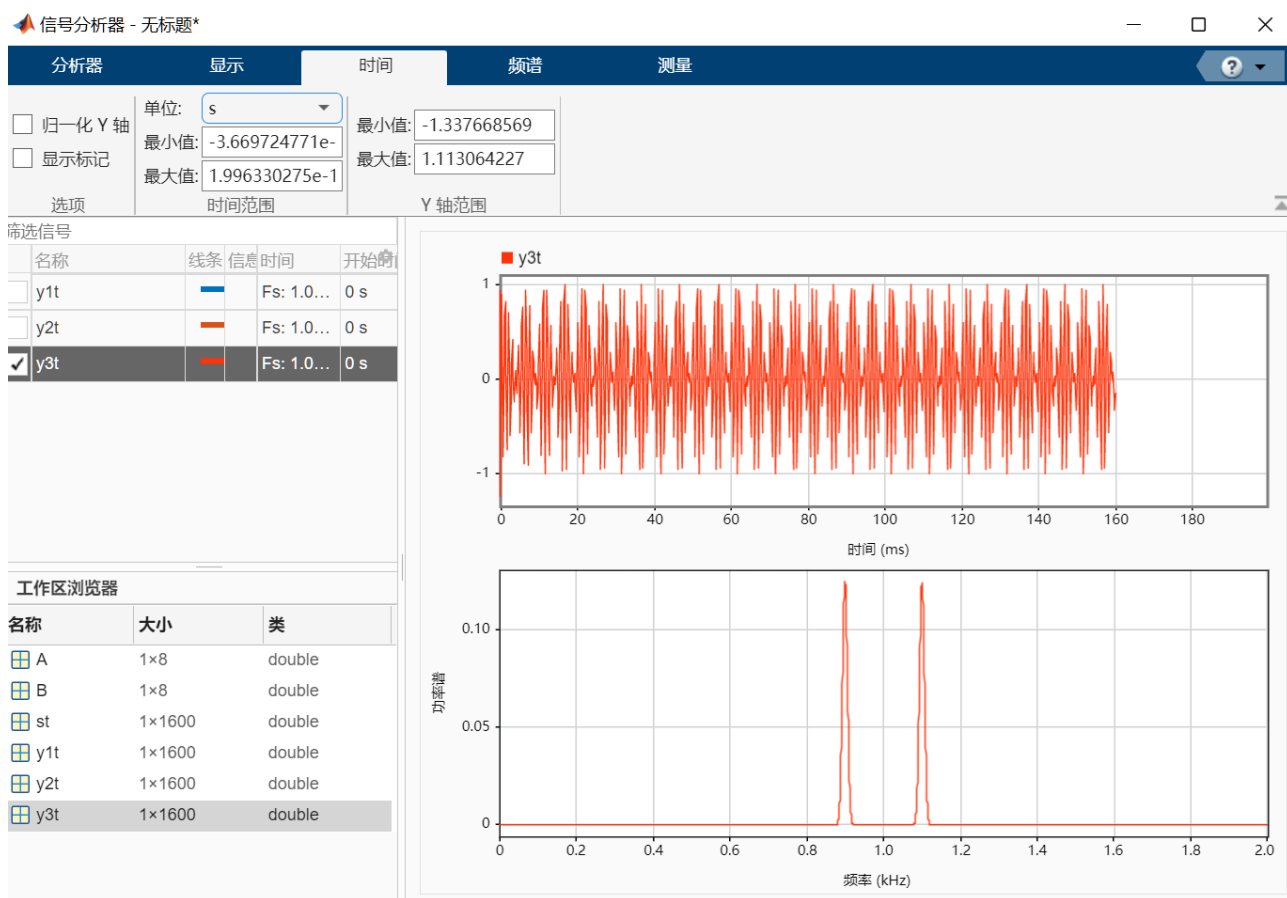 信号分析器 - 无标题*
分析器 显示 时间 频谱 测量 ?
归一化 Y 轴
显示标记
选项
单位: s
最小值: -3.669724771e-
最大值: 1.996330275e-1
时间范围
最小值: -1.337668569
最大值: 1.113064227
Y 轴范围
筛选信号
名称 线条 信息 时间 开始时间
y1t Fs: 1.0... 0 s
y2t Fs: 1.0... 0 s
y3t Fs: 1.0... 0 s
工作区浏览器
名称 大小 类
A 1×8 double
B 1×8 double
st 1×1600 double
y1t 1×1600 double
y2t 1×1600 double
y3t 1×1600 double
y3t
1
0
-1
0 20 40 60 80 100 120 140 160 180
时间 (ms)
0.10
0.05
0
功率谱
0 0.2 0.4 0.6 0.8 1.0 1.2 1.4 1.6 1.8 2.0
频率 (kHz)